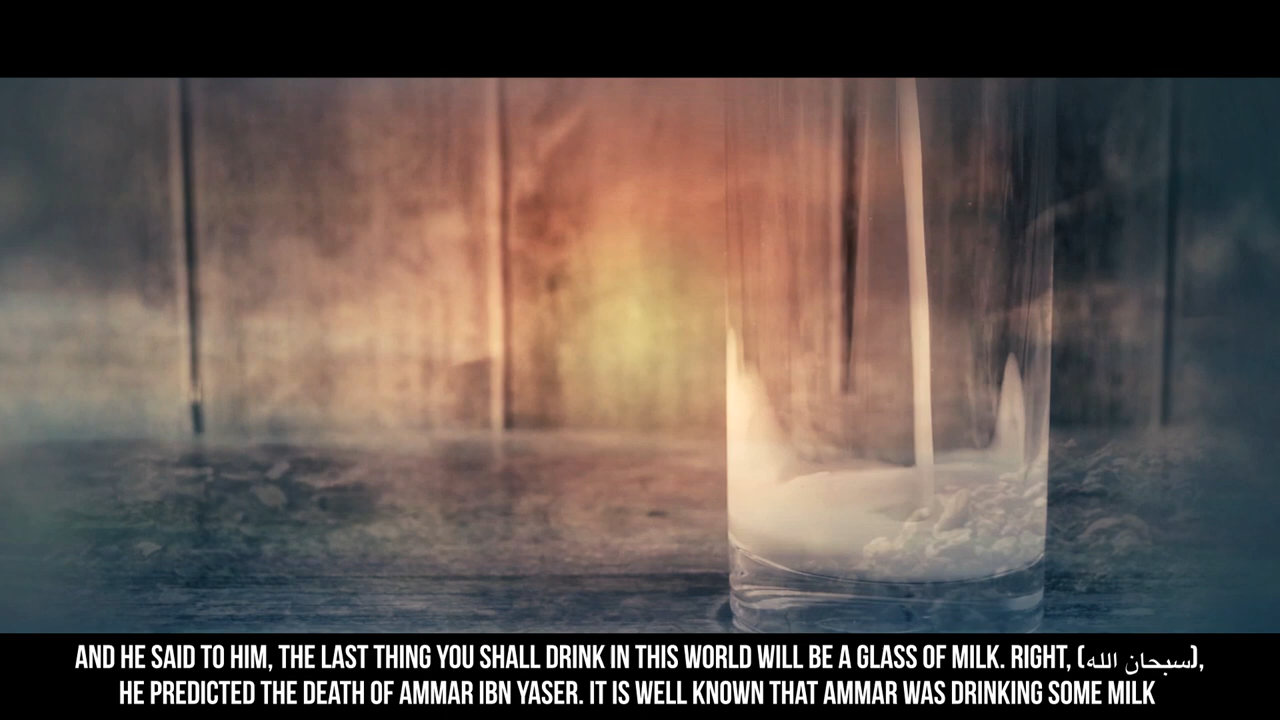 AND HE SAID TO HIM, THE LAST THING YOU SHALL DRINK IN THIS WORLD WILL BE A GLASS OF MILK. RIGHT, (سبحان الله),
HE PREDICTED THE DEATH OF AMMAR IBN YASER. IT IS WELL KNOWN THAT AMMAR WAS DRINKING SOME MILK